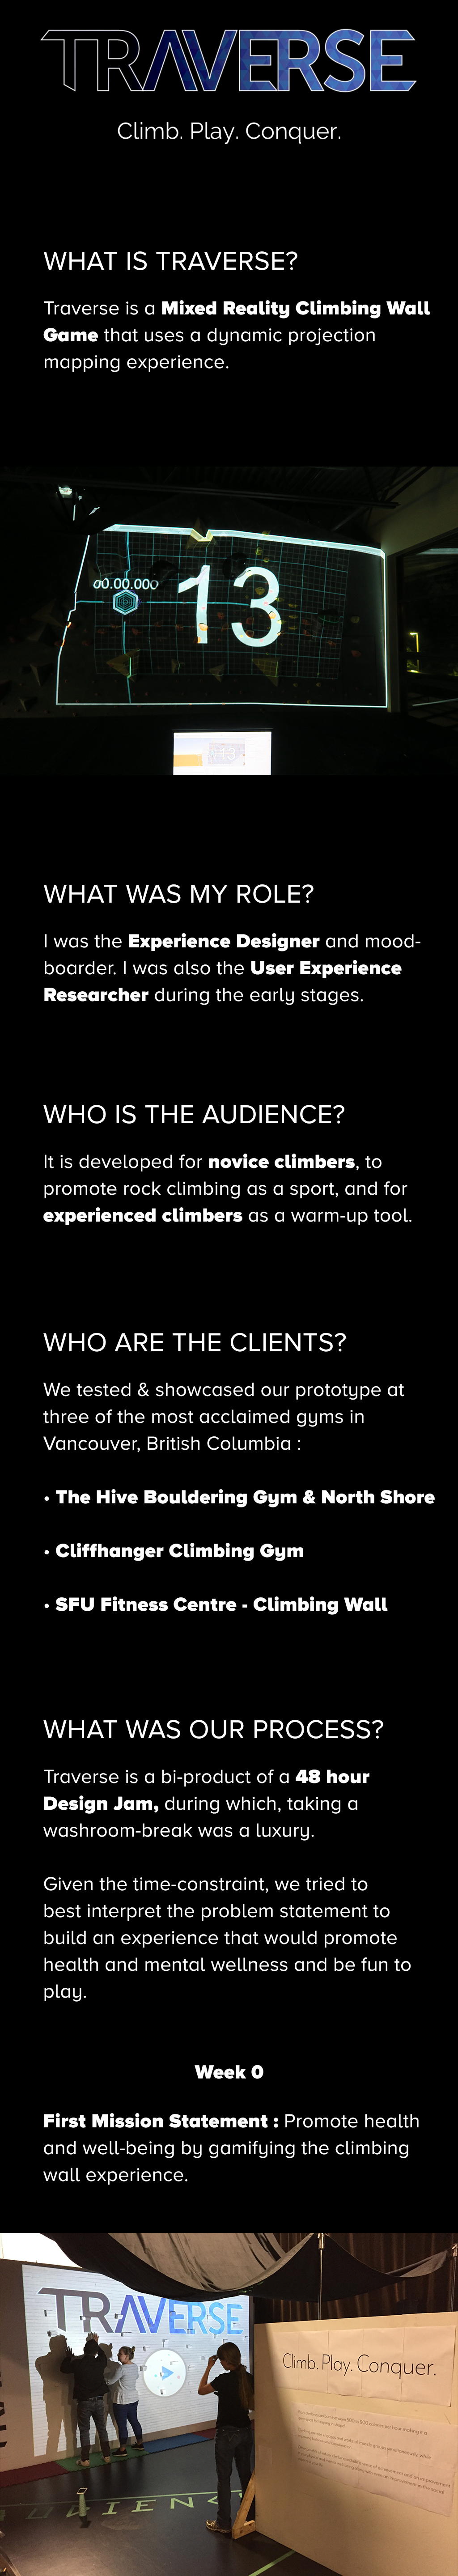 TRAVERSE
Climb. Play. Conquer.
WHAT IS TRAVERSE?
Traverse is a Mixed Reality Climbing Wall
Game that uses a dynamic projection
mapping experience.
00.00.000
13
13
WHAT WAS MY ROLE?
I was the Experience Designer and mood-
boarder. I was also the User Experience
Researcher during the early stages.
WHO IS THE AUDIENCE?
It is developed for novice climbers, to
promote rock climbing as a sport, and for
experienced climbers as a warm-up tool.
WHO ARE THE CLIENTS?
We tested & showcased our prototype at
three of the most acclaimed gyms in
Vancouver, British Columbia :
• The Hive Bouldering Gym & North Shore
• Cliffhanger Climbing Gym
• SFU Fitness Centre - Climbing Wall
WHAT WAS OUR PROCESS?
Traverse is a bi-product of a 48 hour
Design Jam, during which, taking a
washroom-break was a luxury.
Given the time-constraint, we tried to
best interpret the problem statement to
build an experience that would promote
health and mental wellness and be fun to
play.
Week 0
First Mission Statement : Promote health
and well-being by gamifying the climbing
wall experience.
TRAVERSE
Climb. Play. Conquer.